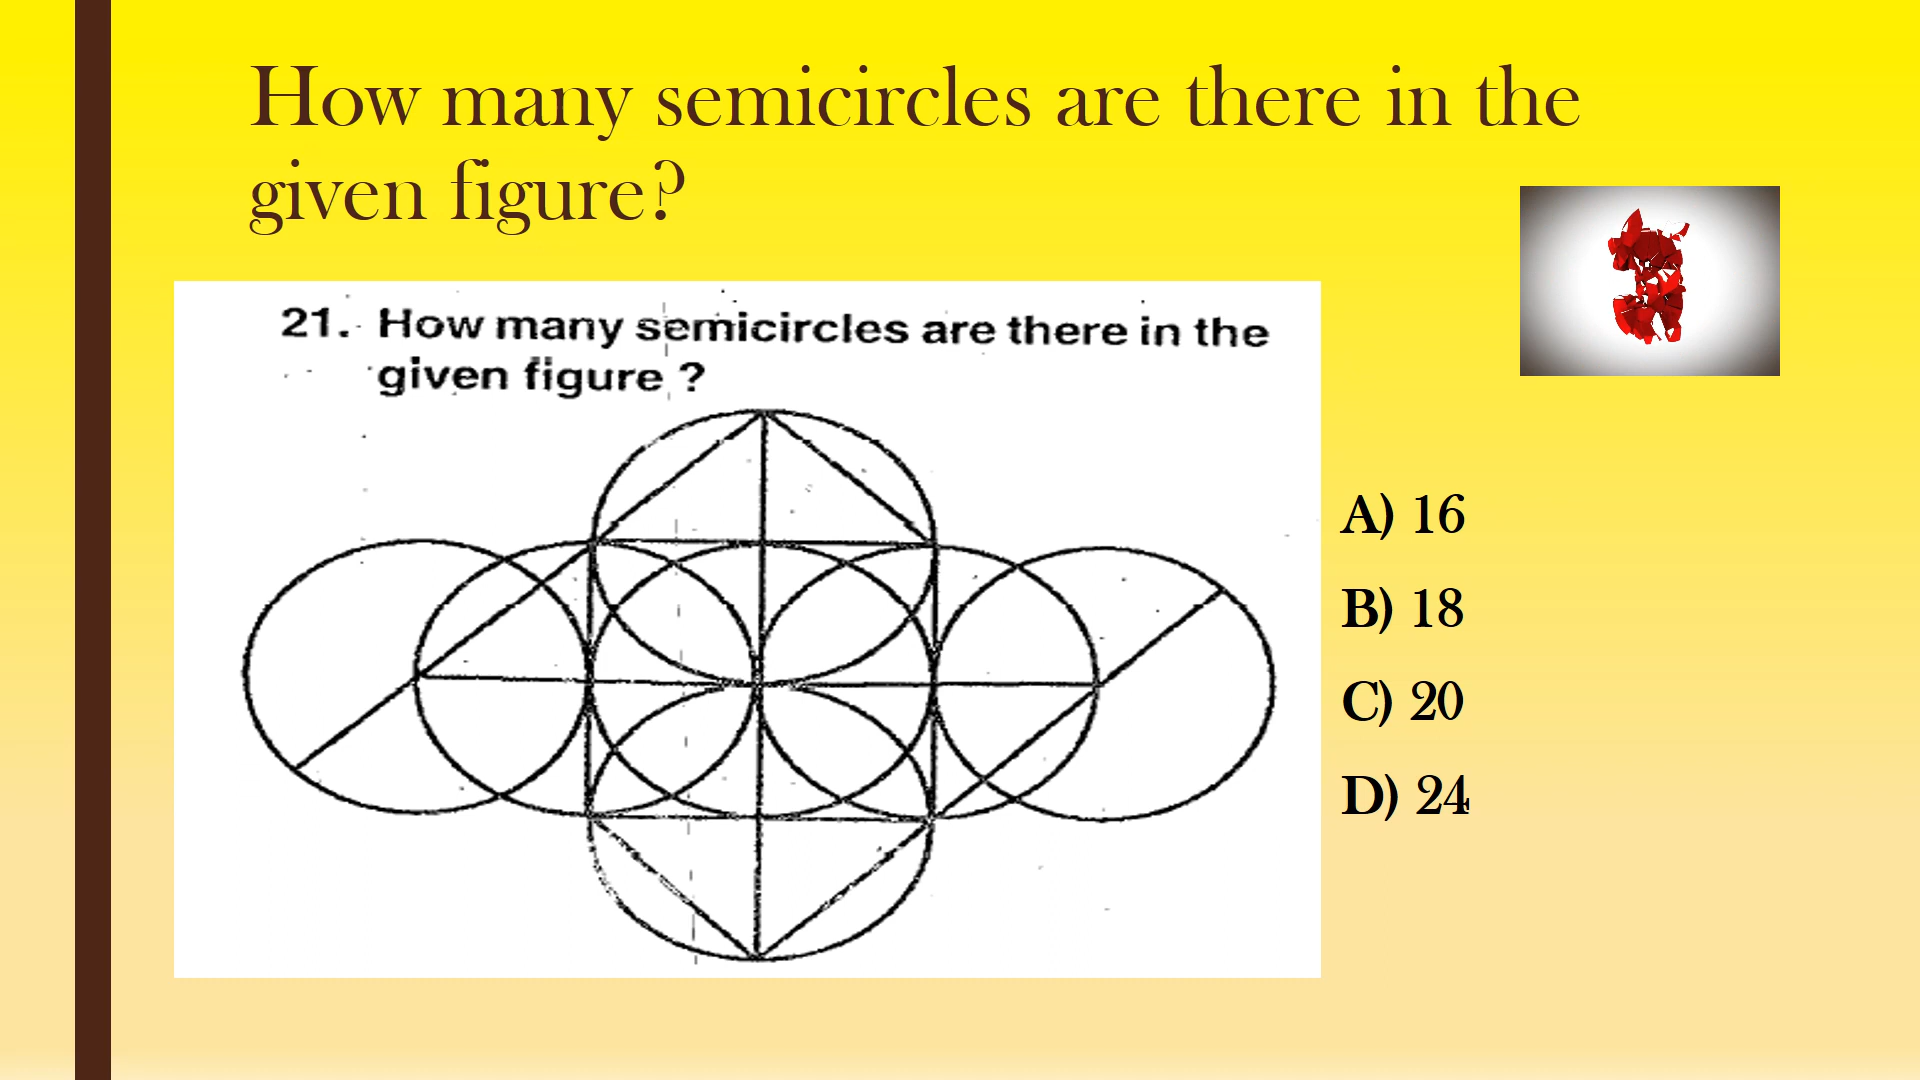 How many semicircles are there in the
given figure?
21. How many semicircles are there in the
given figure ?
A) 16
B) 18
C) 20
D) 24